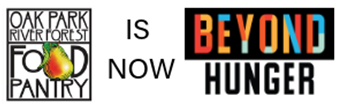 OAK PARK
RIVER FOREST
FOOD
PANTRY
IS
NOW
BEYOND
HUNGER